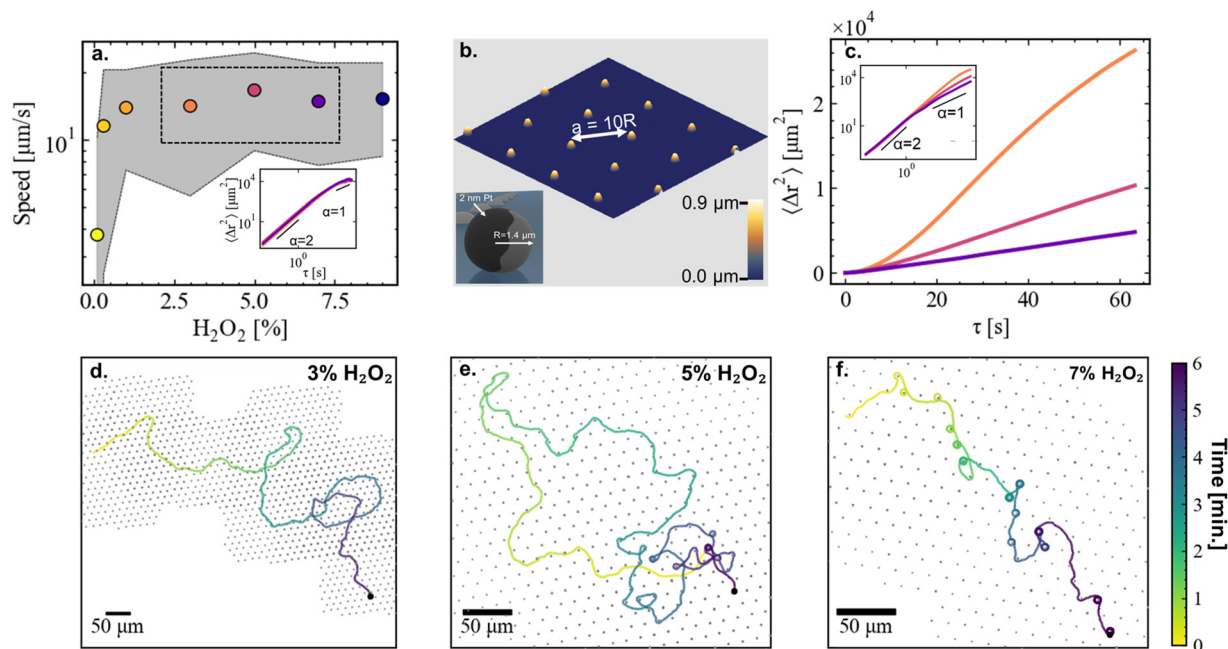 a.
Speed [μm/s]
10¹
0.0 2.5 5.0 7.5
H₂O₂ [%]
⟨Δr²⟩ [μm²]
10⁴
10¹
α=1
α=2
10⁰
τ [s]
b.
a = 10R
2 nm Pt
R=1.4 μm
0.9 μm
0.0 μm
c.
×10⁴
⟨Δr²⟩ [μm²]
2
1
0
10⁴
10¹
α=1
α=2
10⁰
0 20 40 60
τ [s]
d.
3% H₂O₂
50 μm
e.
5% H₂O₂
50 μm
f.
7% H₂O₂
50 μm
6
5
4
3
2
1
0
Time [min.]